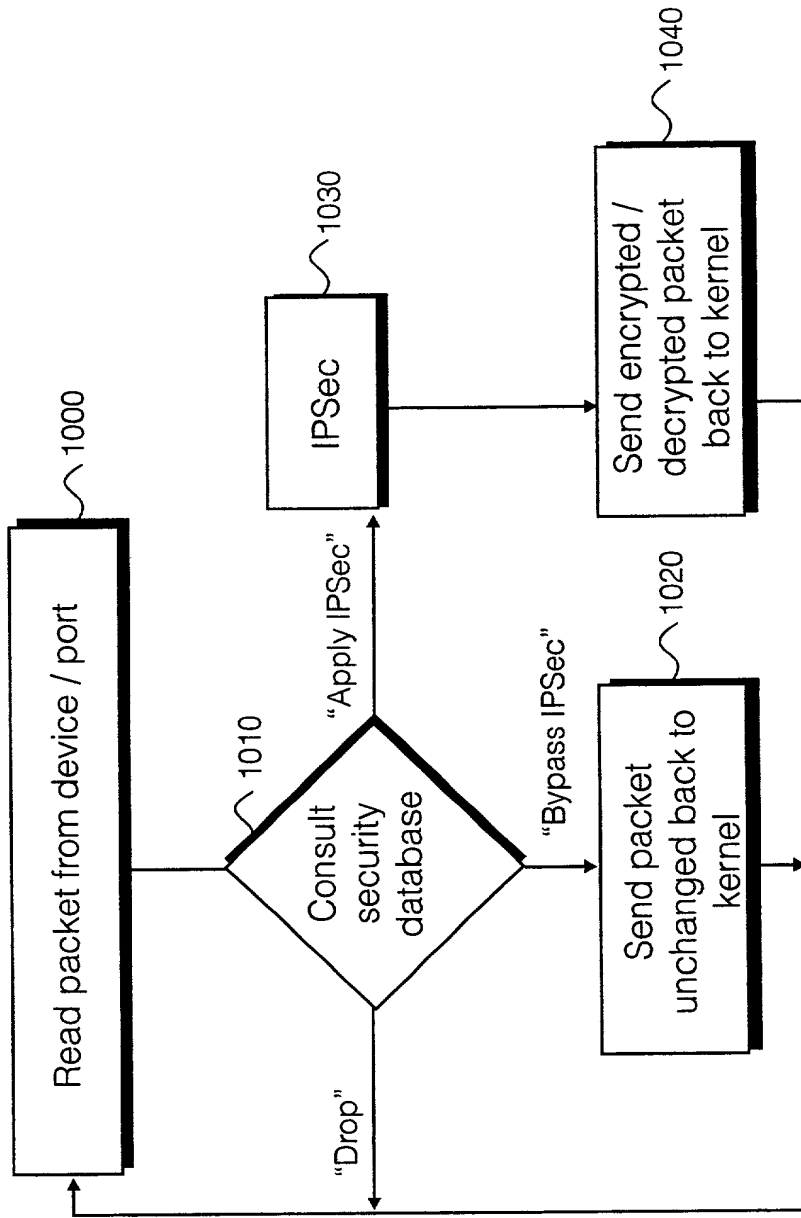 Read packet from device / port
1000
Consult
security
database
1010
"Drop"
"Apply IPSec"
IPSec
1030
"Bypass IPSec"
Send packet
unchanged back to
kernel
1020
Send encrypted /
decrypted packet
back to kernel
1040